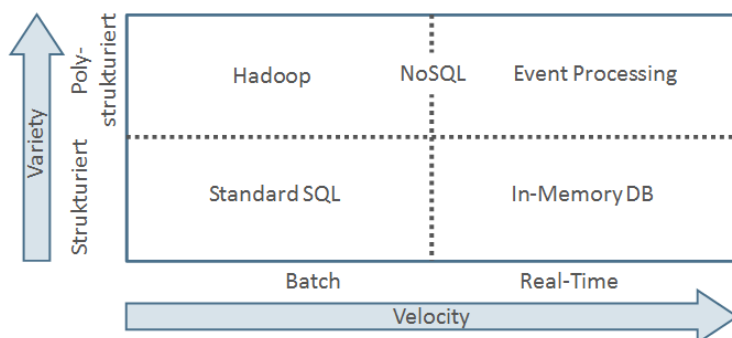 Variety
Poly-
strukturiert
Strukturiert
Hadoop
NoSQL
Event Processing
Standard SQL
In-Memory DB
Batch
Real-Time
Velocity